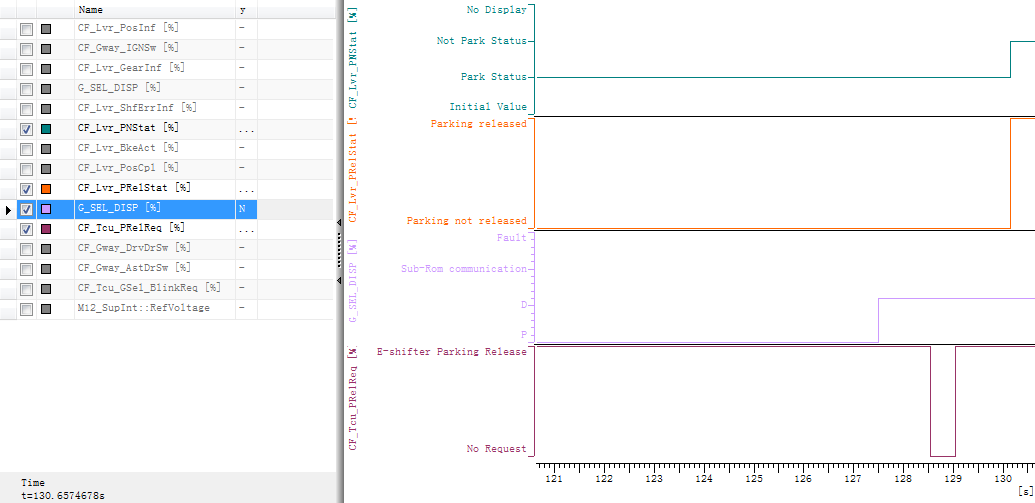 Name y
CF_Lvr_PosInf [%] -
CF_Gway_IGNSw [%] -
CF_Lvr_GearInf [%] -
G_SEL_DISP [%] -
CF_Lvr_ShfErrInf [%] -
CF_Lvr_PNStat [%] ...
CF_Lvr_BkeAct [%] -
CF_Lvr_PosCpl [%] -
CF_Lvr_PRelStat [%] ...
G_SEL_DISP [%] N
CF_Tcu_PRelReq [%] ...
CF_Gway_DrvDrSw [%] -
CF_Gway_AstDrSw [%] -
CF_Tcu_GSel_BlinkReq [%] -
M12_SupInt::RefVoltage -
Time
t=130.6574678s
CF_Lvr_PNStat [%]
No Display
Not Park Status
Park Status
Initial Value
CF_Lvr_PRelStat [%
Parking released
Parking not released
G_SEL_DISP [%]
Fault
Sub-Rom communication
D
P
CF_Tcu_PRelReq [%
E-shifter Parking Release
No Request
121 122 123 124 125 126 127 128 129 130
[s]